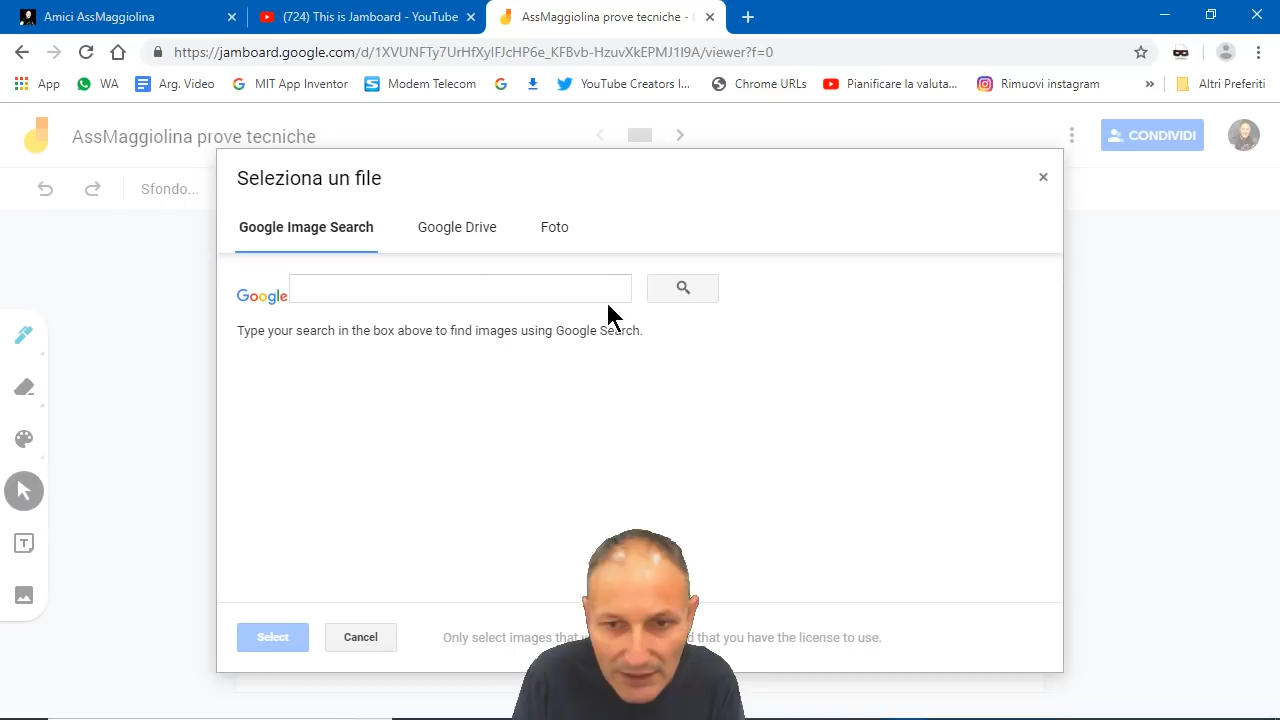 Amici AssMaggiolina
(724) This is Jamboard - YouTube
AssMaggiolina prove tecniche -
https://jamboard.google.com/d/1XVUNFTy7UrHfXyIFJcHP6e_KFBvb-HzuvXkEPMJ1I9A/viewer?f=0
App WA Arg. Video MIT App Inventor Modem Telecom YouTube Creators I... Chrome URLs Pianificare la valuta... Rimuovi instagram » Altri Preferiti
AssMaggiolina prove tecniche
CONDIVIDI
Sfondo...
Seleziona un file
Google Image Search Google Drive Foto
Google
Type your search in the box above to find images using Google Search.
Select Cancel Only select images that d that you have the license to use.